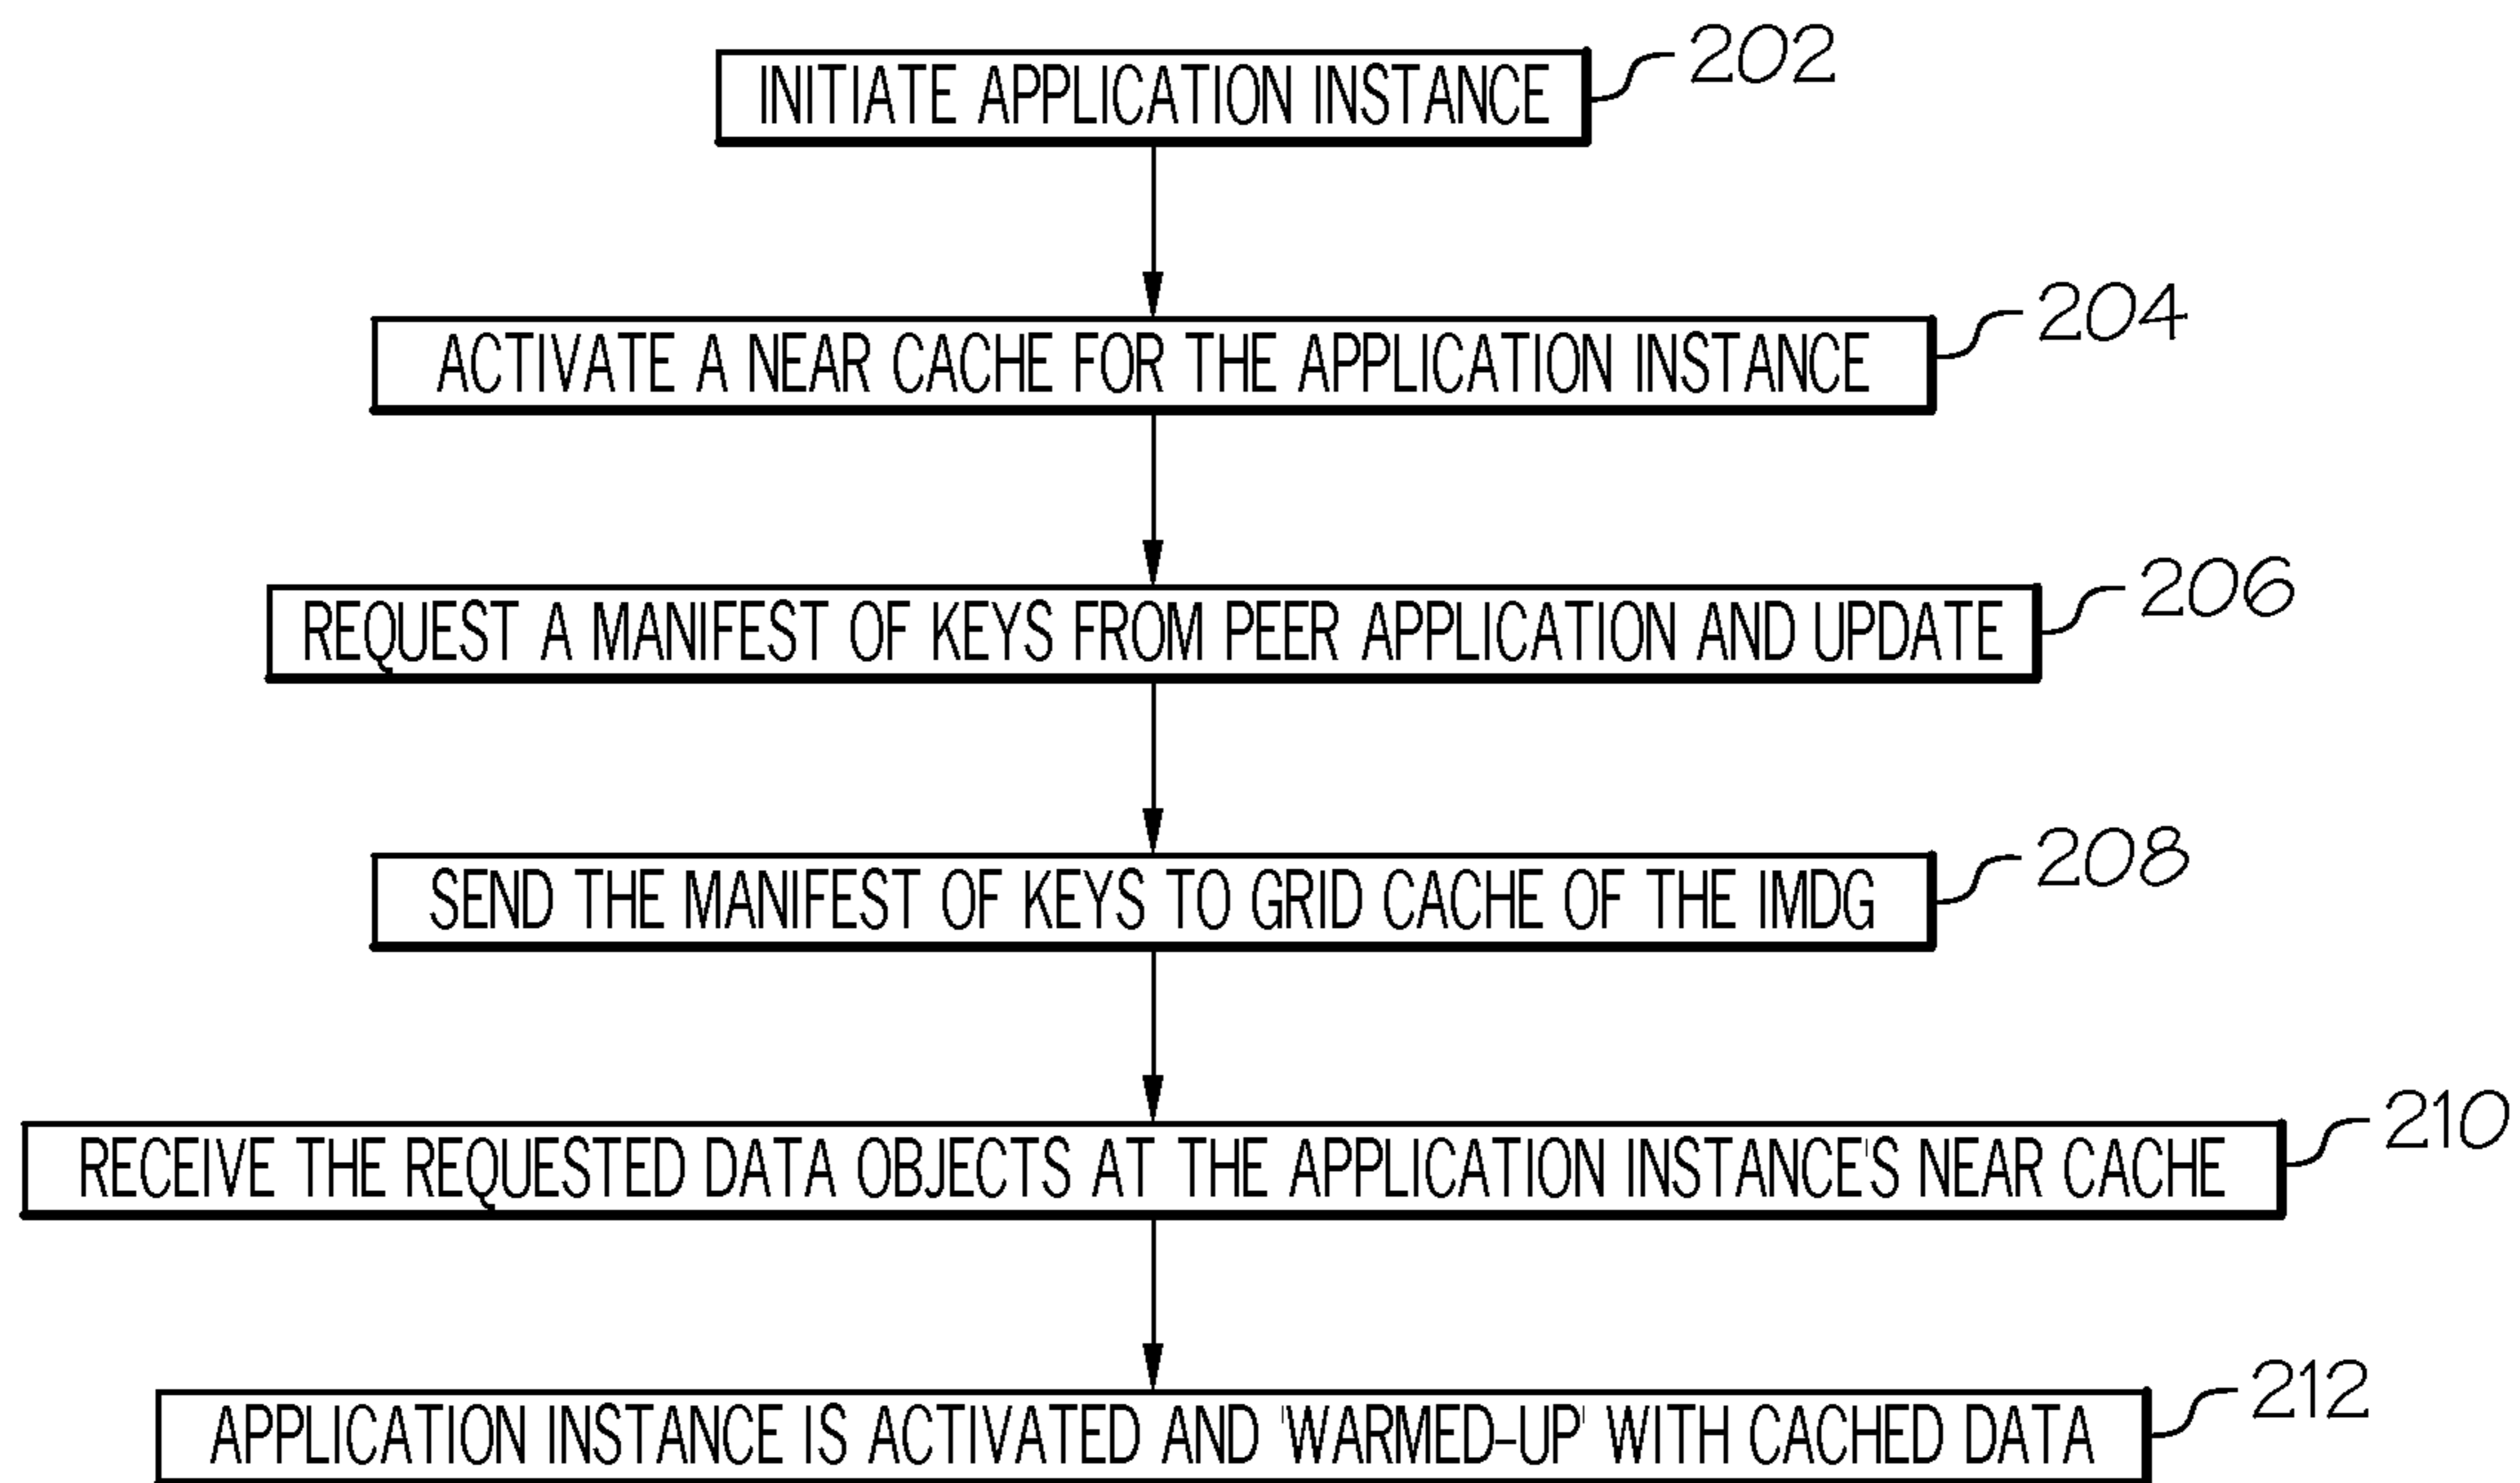 INITIATE APPLICATION INSTANCE 202
ACTIVATE A NEAR CACHE FOR THE APPLICATION INSTANCE 204
REQUEST A MANIFEST OF KEYS FROM PEER APPLICATION AND UPDATE 206
SEND THE MANIFEST OF KEYS TO GRID CACHE OF THE IMDG 208
RECEIVE THE REQUESTED DATA OBJECTS AT THE APPLICATION INSTANCE'S NEAR CACHE 210
APPLICATION INSTANCE IS ACTIVATED AND 'WARMED-UP' WITH CACHED DATA 212